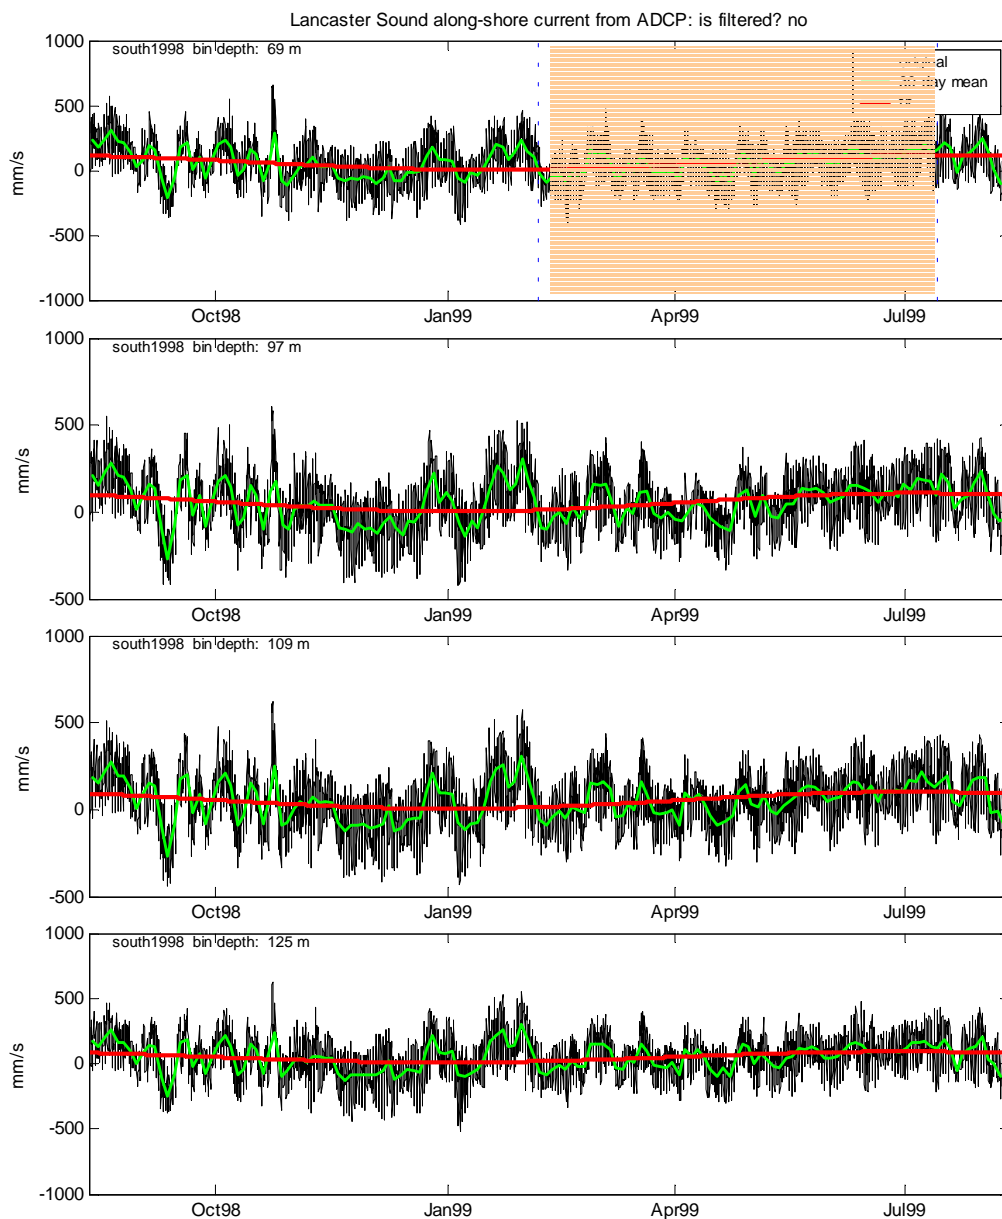 Lancaster Sound along-shore current from ADCP: is filtered? no
south1998 bin depth: 69 m
mean
1000
500
0
-500
-1000
mm/s
Oct98 Jan99 Apr99 Jul99
south1998 bin depth: 97 m
1000
500
0
-500
mm/s
Oct98 Jan99 Apr99 Jul99
south1998 bin depth: 109 m
1000
500
0
-500
mm/s
Oct98 Jan99 Apr99 Jul99
south1998 bin depth: 125 m
1000
500
0
-500
-1000
mm/s
Oct98 Jan99 Apr99 Jul99